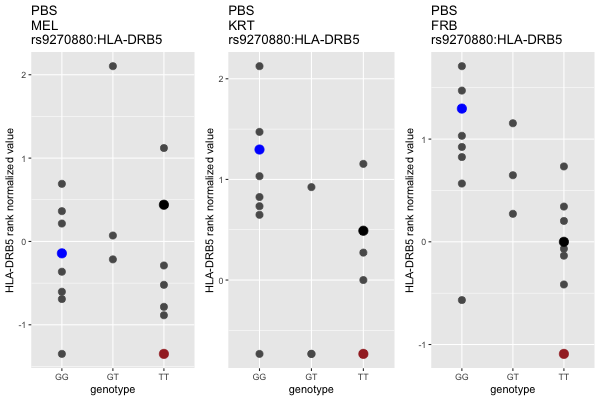 PBS
MEL
rs9270880:HLA-DRB5
HLA-DRB5 rank normalized value
2
1
0
-1
GG
GT
TT
genotype
PBS
KRT
rs9270880:HLA-DRB5
HLA-DRB5 rank normalized value
2
1
0
GG
GT
TT
genotype
PBS
FRB
rs9270880:HLA-DRB5
HLA-DRB5 rank normalized value
1
0
-1
GG
GT
TT
genotype